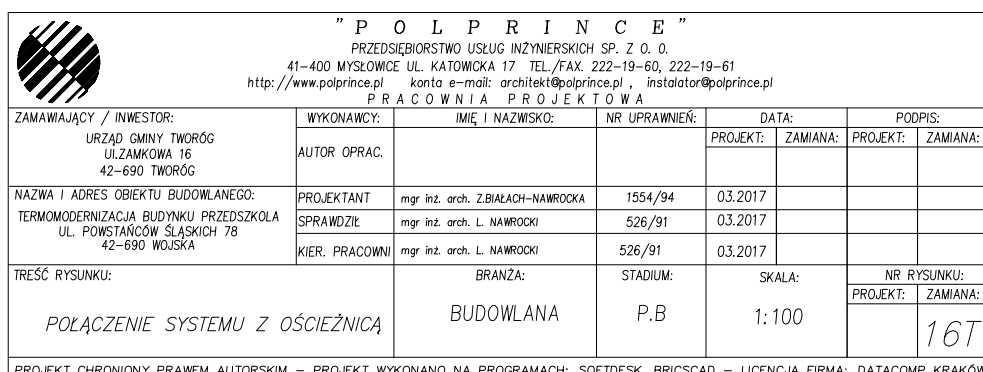 "POLPRINCE"
PRZEDSIĘBIORSTWO USŁUG INŻYNIERSKICH SP. Z O. O.
41-400 MYSŁOWICE UL. KATOWICKA 17 TEL./FAX. 222-19-60, 222-19-61
http://www.polprince.pl konta e-mail: architekt@polprince.pl , instalator@polprince.pl
PRACOWNIA PROJEKTOWA
ZAMAWIAJĄCY / INWESTOR: WYKONAWCY: IMIĘ I NAZWISKO: NR UPRAWNIEŃ: DATA: PODPIS:
PROJEKT: ZAMIANA: PROJEKT: ZAMIANA:
URZĄD GMINY TWORÓG
Ul.ZAMKOWA 16
42-690 TWORÓG
AUTOR OPRAC.
NAZWA I ADRES OBIEKTU BUDOWLANEGO:
TERMOMODERNIZACJA BUDYNKU PRZEDSZKOLA
UL. POWSTAŃCÓW ŚLĄSKICH 78
42-690 WOJSKA
PROJEKTANT mgr inż. arch. Z.BIAŁACH-NAWROCKA 1554/94 03.2017
SPRAWDZIŁ mgr inż. arch. L. NAWROCKI 526/91 03.2017
KIER. PRACOWNI mgr inż. arch. L. NAWROCKI 526/91 03.2017
TREŚĆ RYSUNKU: BRANŻA: STADIUM: SKALA: NR RYSUNKU:
PROJEKT: ZAMIANA:
POŁĄCZENIE SYSTEMU Z OŚCIEŻNICĄ BUDOWLANA P.B 1:100 16T
PROJEKT CHRONIONY PRAWEM AUTORSKIM - PROJEKT WYKONANO NA PROGRAMACH: SOFTDESK, BRICSCAD - LICENCJA FIRMA: DATACOMP KRAKÓW